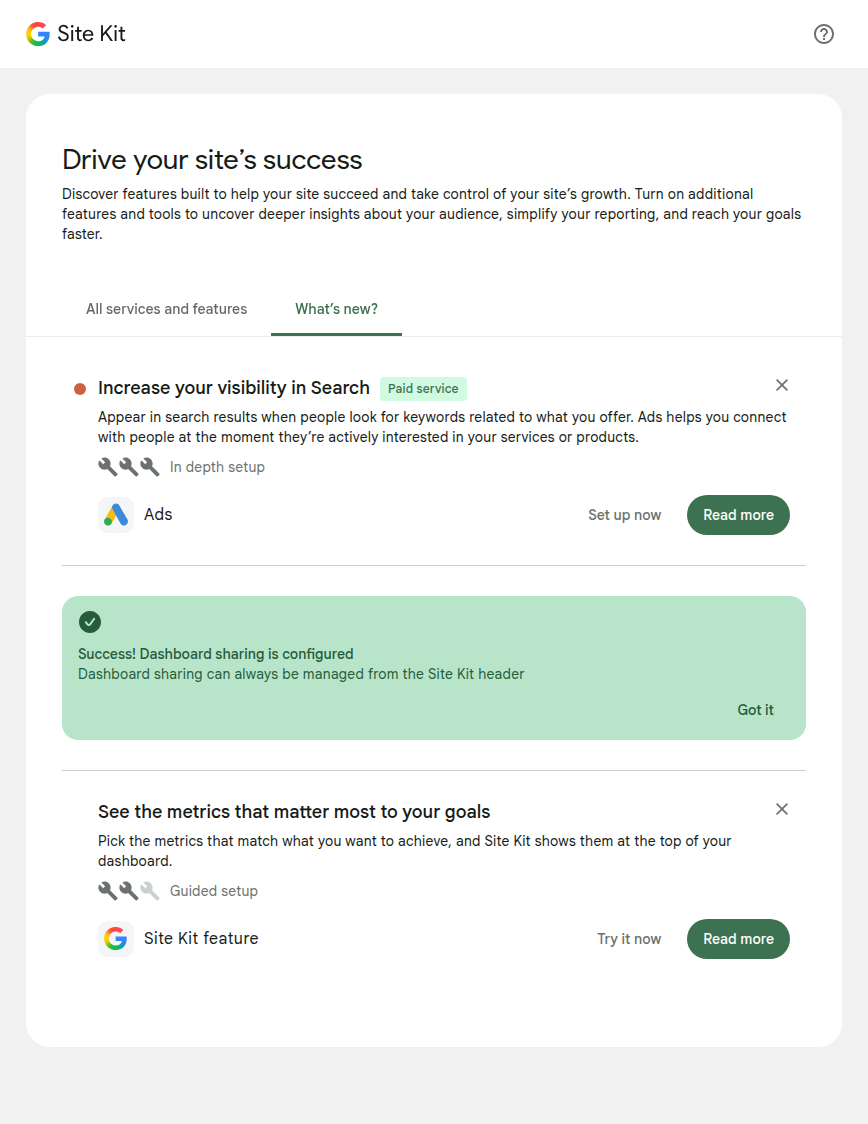 Site Kit
Drive your site’s success
Discover features built to help your site succeed and take control of your site’s growth. Turn on additional
features and tools to uncover deeper insights about your audience, simplify your reporting, and reach your goals
faster.
All services and features
What’s new?
Increase your visibility in Search
Paid service
Appear in search results when people look for keywords related to what you offer. Ads helps you connect
with people at the moment they’re actively interested in your services or products.
In depth setup
Ads
Set up now
Read more
Success! Dashboard sharing is configured
Dashboard sharing can always be managed from the Site Kit header
Got it
See the metrics that matter most to your goals
Pick the metrics that match what you want to achieve, and Site Kit shows them at the top of your
dashboard.
Guided setup
Site Kit feature
Try it now
Read more